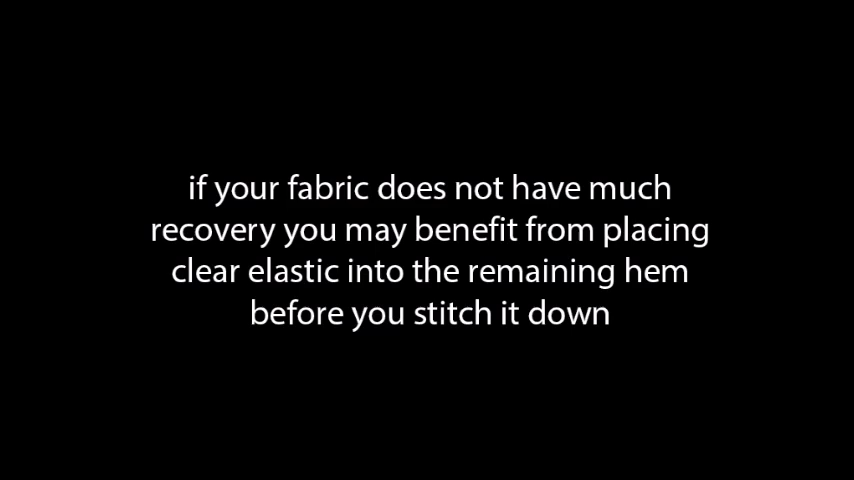 if your fabric does not have much
recovery you may benefit from placing
clear elastic into the remaining hem
before you stitch it down